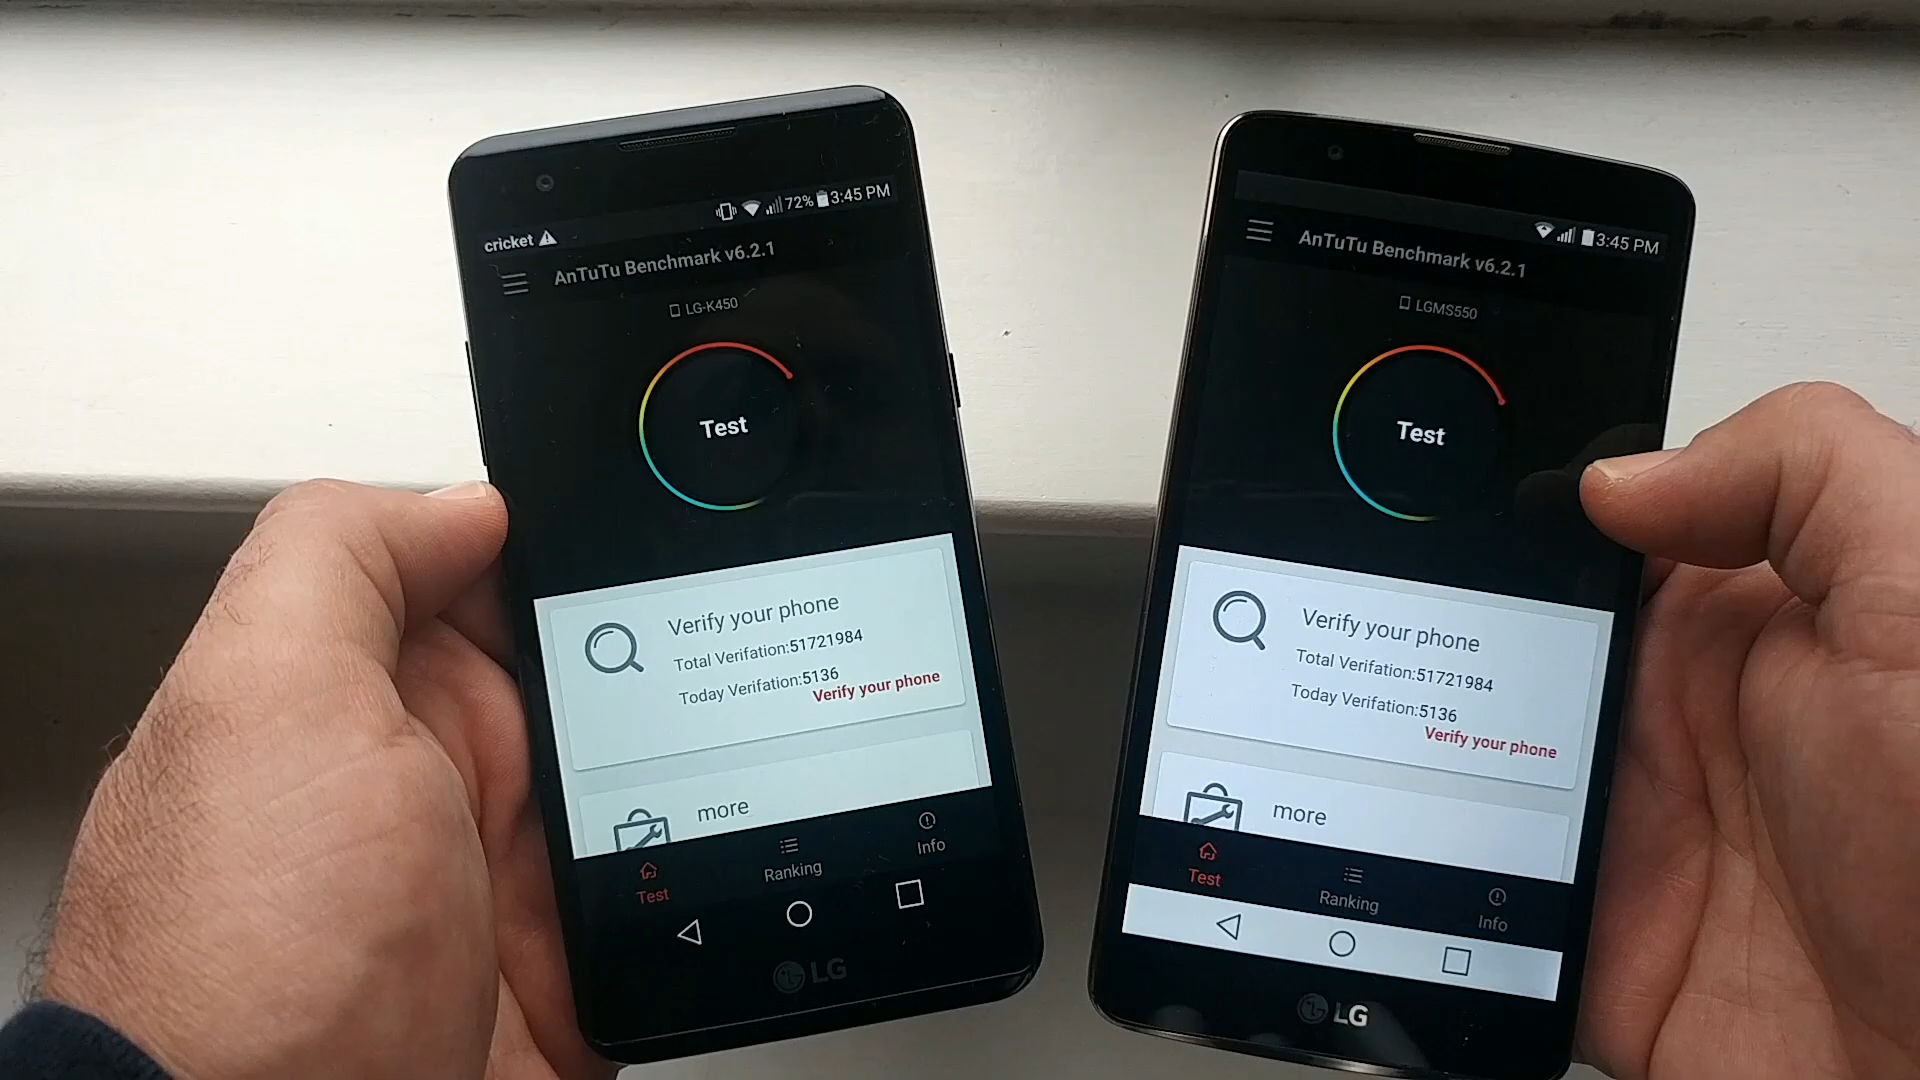 72% 3:45 PM
cricket
AnTuTu Benchmark v6.2.1
LG-K450
Test
Verify your phone
Total Verifation:51721984
Today Verifation:5136
Verify your phone
more
Test
Ranking
Info
LG
3:45 PM
AnTuTu Benchmark v6.2.1
LGMS550
Test
Verify your phone
Total Verifation:51721984
Today Verifation:5136
Verify your phone
more
Test
Ranking
Info
LG